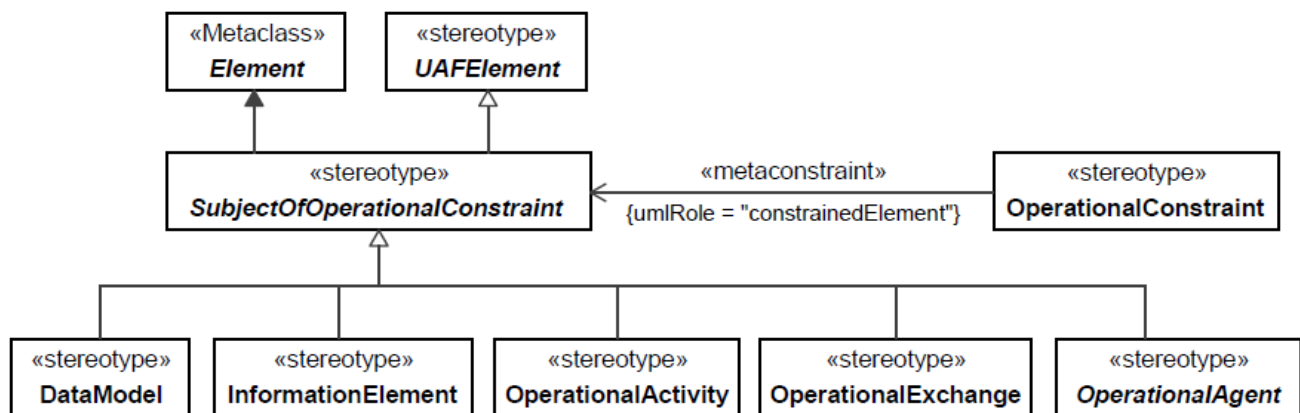 «Metaclass»
Element
«stereotype»
UAFElement
«stereotype»
SubjectOfOperationalConstraint
«metaconstraint»
{umlRole = "constrainedElement"}
«stereotype»
OperationalConstraint
«stereotype»
DataModel
«stereotype»
InformationElement
«stereotype»
OperationalActivity
«stereotype»
OperationalExchange
«stereotype»
OperationalAgent